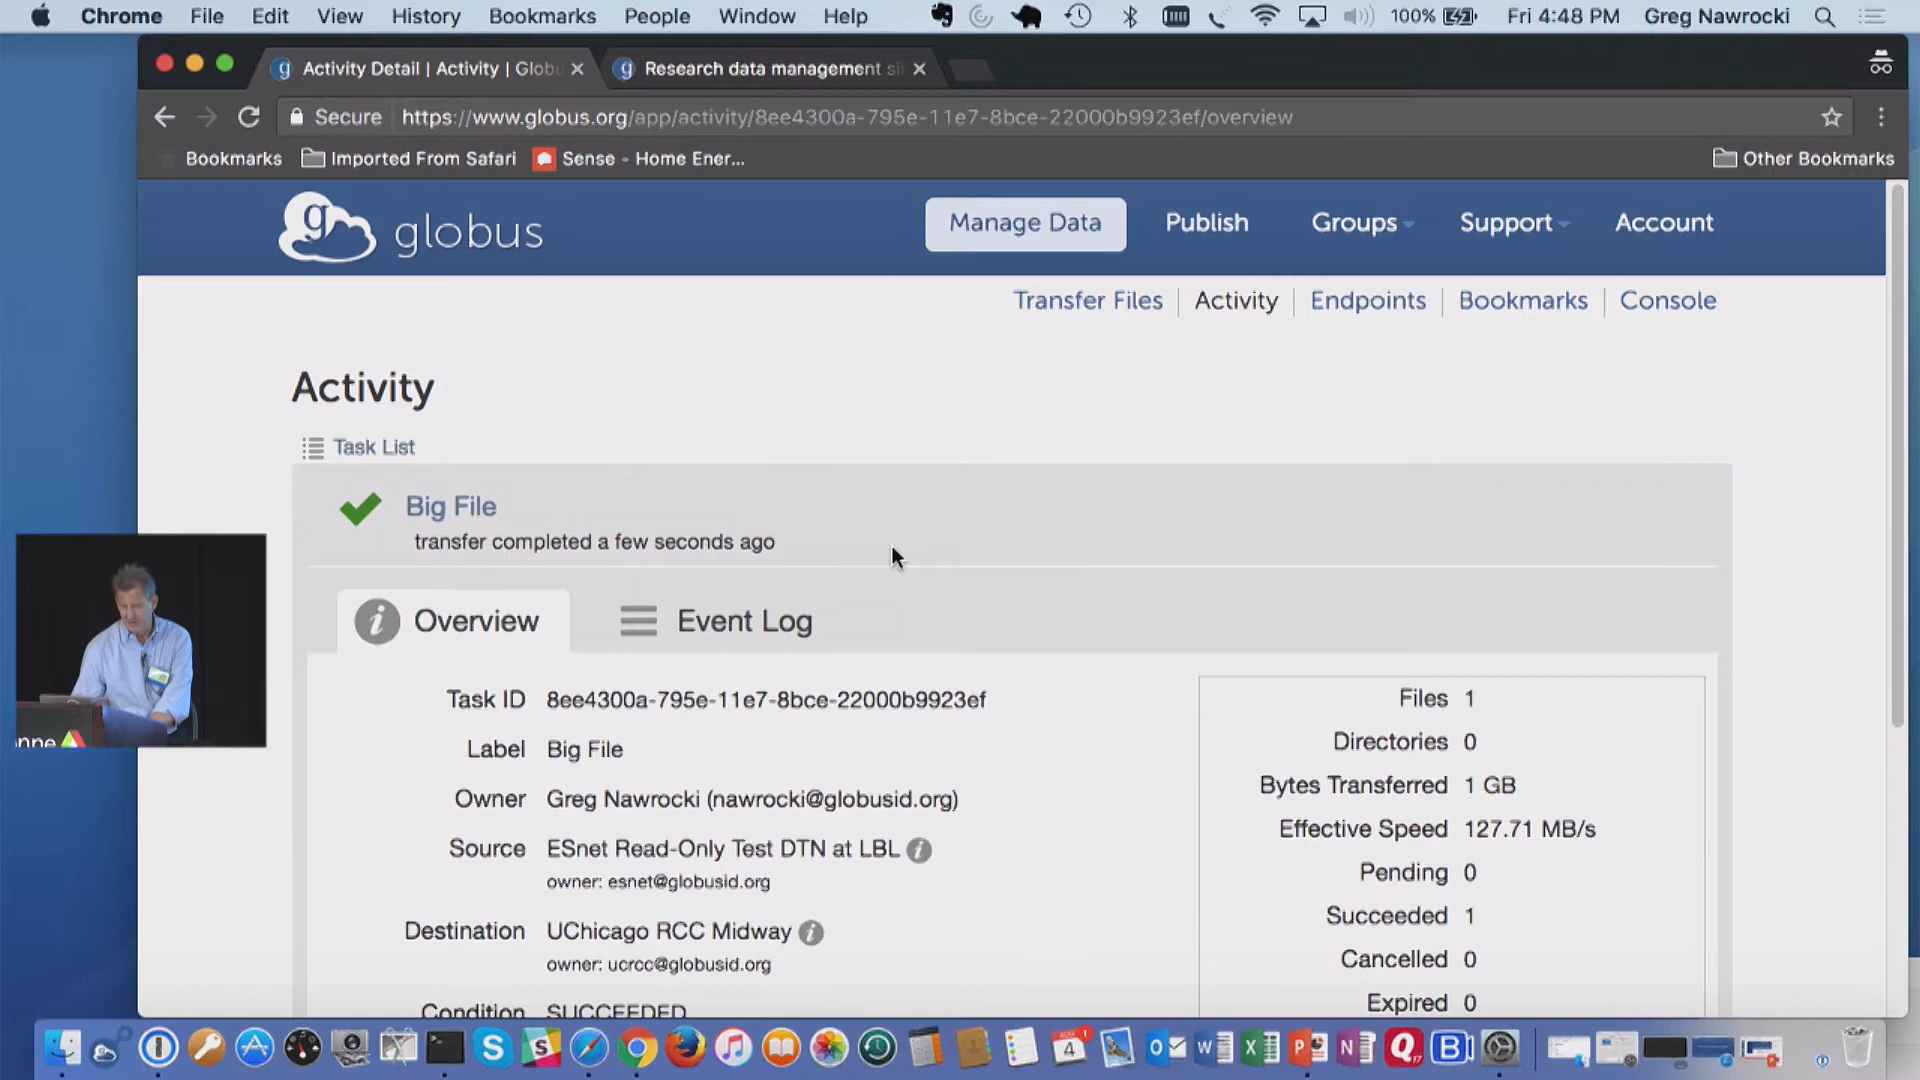 Chrome File Edit View History Bookmarks People Window Help 100% Fri 4:48 PM Greg Nawrocki
Activity Detail | Activity | Globu Research data management si
Secure https://www.globus.org/app/activity/8ee4300a-795e-11e7-8bce-22000b9923ef/overview
Bookmarks Imported From Safari Sense - Home Ener... Other Bookmarks
g globus Manage Data Publish Groups Support Account
Transfer Files Activity Endpoints Bookmarks Console
Activity
Task List
Big File
transfer completed a few seconds ago
Overview Event Log
Task ID 8ee4300a-795e-11e7-8bce-22000b9923ef
Label Big File
Owner Greg Nawrocki (nawrocki@globusid.org)
Source ESnet Read-Only Test DTN at LBL
owner: esnet@globusid.org
Destination UChicago RCC Midway
owner: ucrcc@globusid.org
Condition SUCCEEDED
Files 1
Directories 0
Bytes Transferred 1 GB
Effective Speed 127.71 MB/s
Pending 0
Succeeded 1
Cancelled 0
Expired 0
nne
4